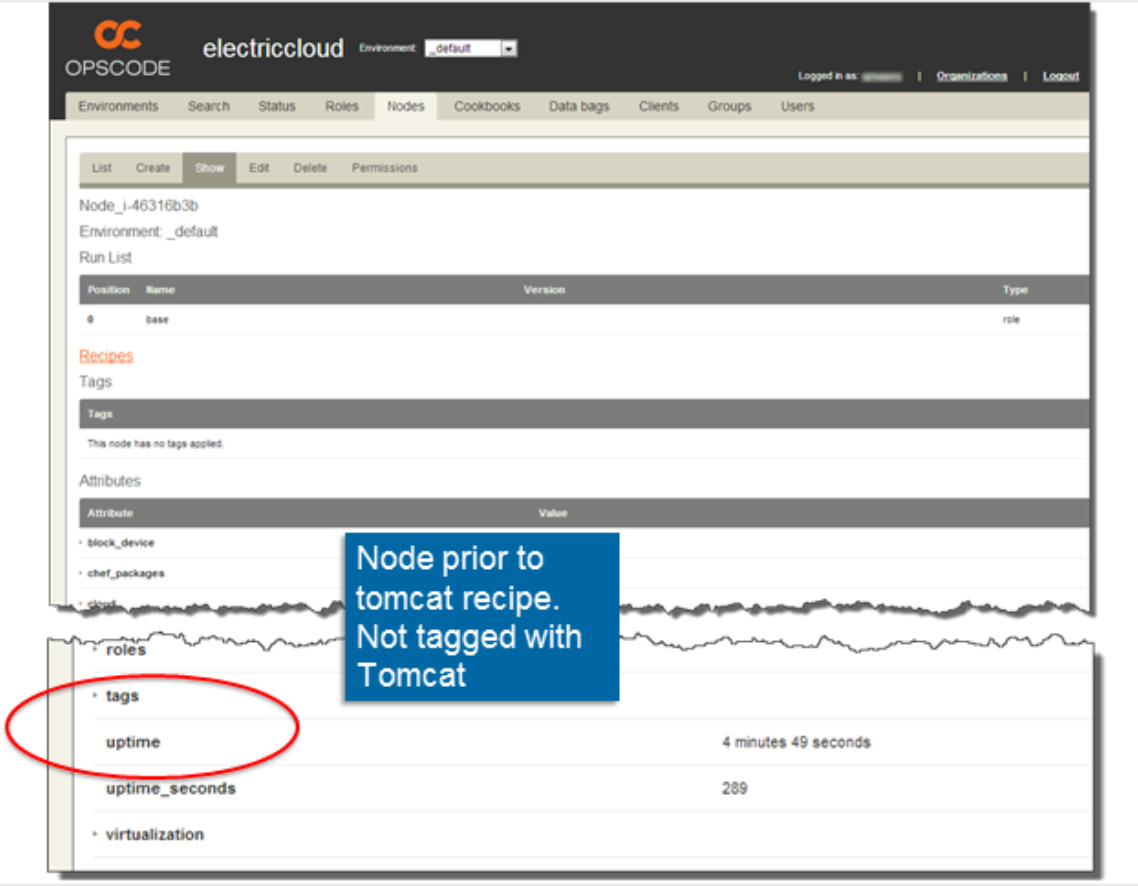 OPSCODE
electriccloud Environment: _default
Logged in as: | Organizations | Logout
Environments Search Status Roles Nodes Cookbooks Data bags Clients Groups Users
List Create Show Edit Delete Permissions
Node_i-46316b3b
Environment: _default
Run List
Position Name Version Type
0 base role
Recipes
Tags
Tags
This node has no tags applied.
Attributes
Attribute Value
block_device
chef_packages
cloud
Node prior to
tomcat recipe.
Not tagged with
Tomcat
roles
tags
uptime 4 minutes 49 seconds
uptime_seconds 289
virtualization